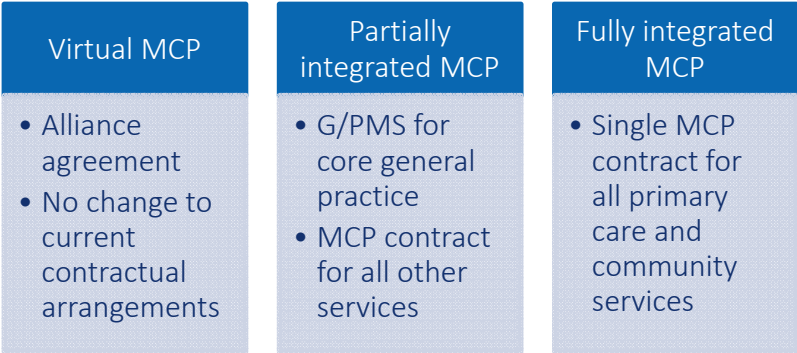 Virtual MCP
• Alliance
agreement
• No change to
current
contractual
arrangements
Partially
integrated MCP
• G/PMS for
core general
practice
• MCP contract
for all other
services
Fully integrated
MCP
• Single MCP
contract for
all primary
care and
community
services